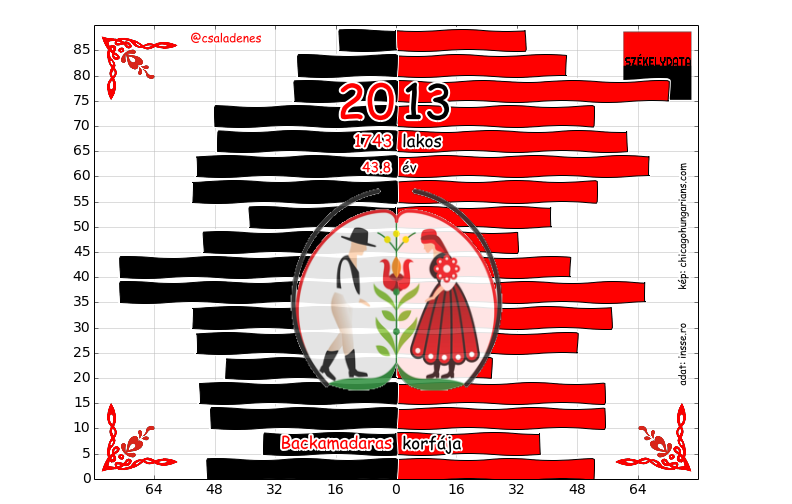 @csaladenes
SZÉKELYDATA
2013
1743 lakos
43.8 év
kép: chicagohungarians.com
adat: insse.ro
Backamadaras korfája
85
80
75
70
65
60
55
50
45
40
35
30
25
20
15
10
5
0
64 48 32 16 0 16 32 48 64